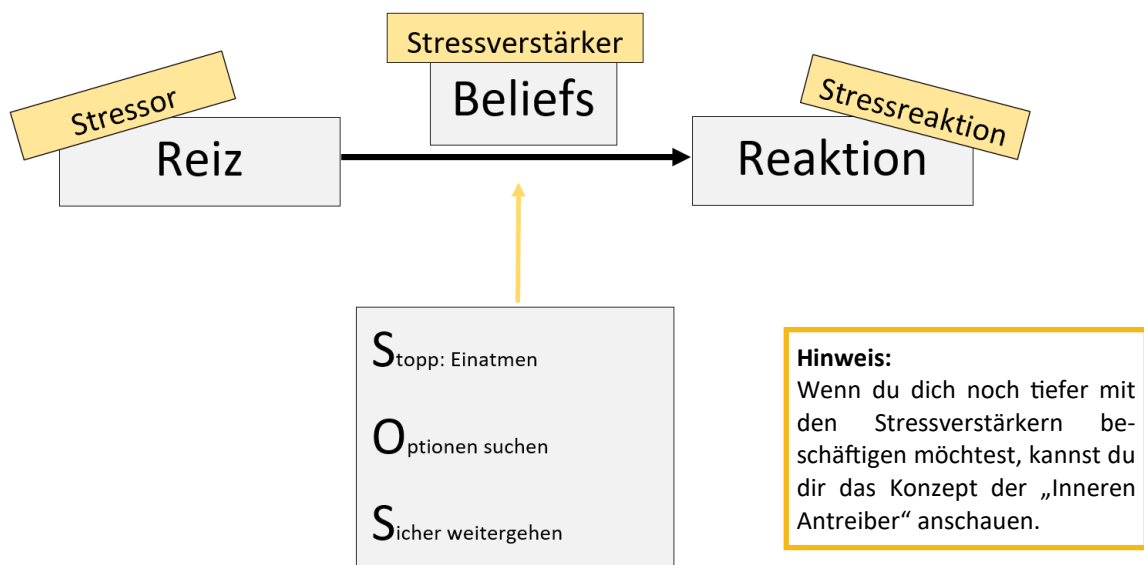 Stressverstärker
Stressor
Beliefs
Stressreaktion
Reiz
Reaktion
Stopp: Einatmen
Optionen suchen
Sicher weitergehen
Hinweis:
Wenn du dich noch tiefer mit
den Stressverstärkern be-
schäftigen möchtest, kannst du
dir das Konzept der „Inneren
Antreiber“ anschauen.